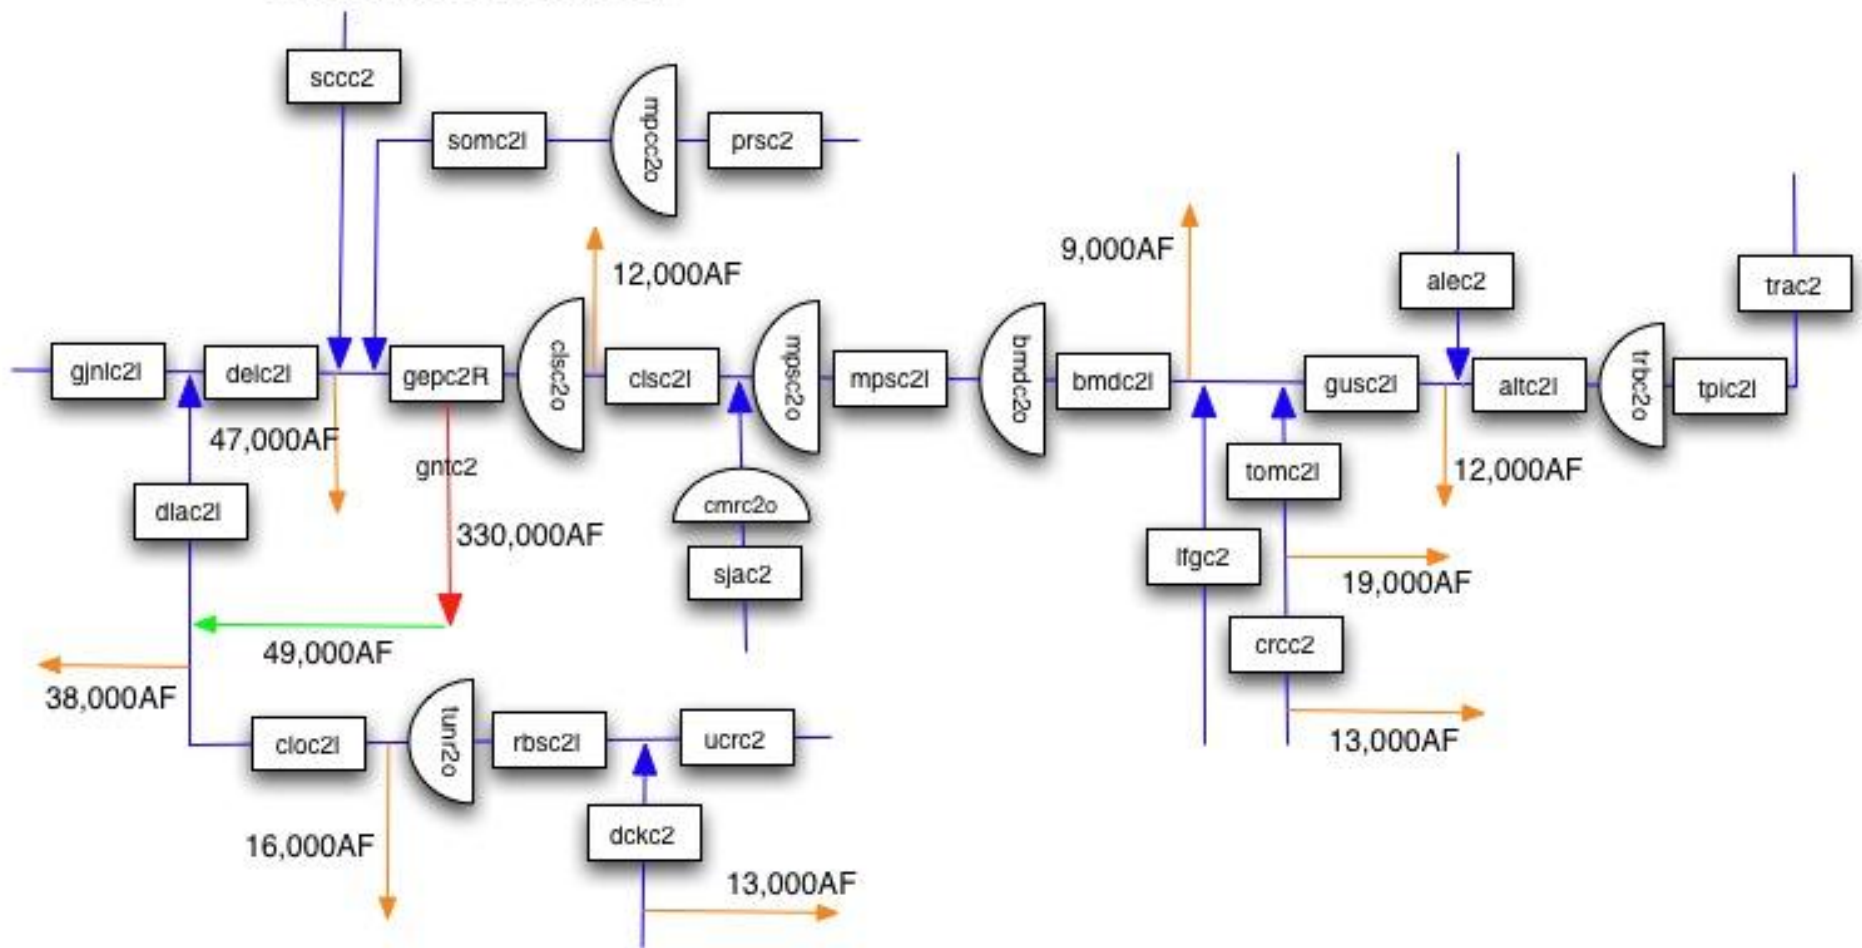 sccc2
somc2l
mpcc2o
prsc2
12,000AF
9,000AF
alec2
trac2
gjnlc2l
delc2l
gepc2R
clsc2o
clsc2l
mpsc2o
mpsc2l
bmdc2o
bmdc2l
gusc2l
altc2l
trbc2o
tpic2l
47,000AF
gntc2
12,000AF
tomc2l
dlac2l
cmrc2o
330,000AF
sjac2
lfgc2
19,000AF
49,000AF
crcc2
38,000AF
13,000AF
cloc2l
tunr2o
rbsc2l
ucrc2
16,000AF
dckc2
13,000AF